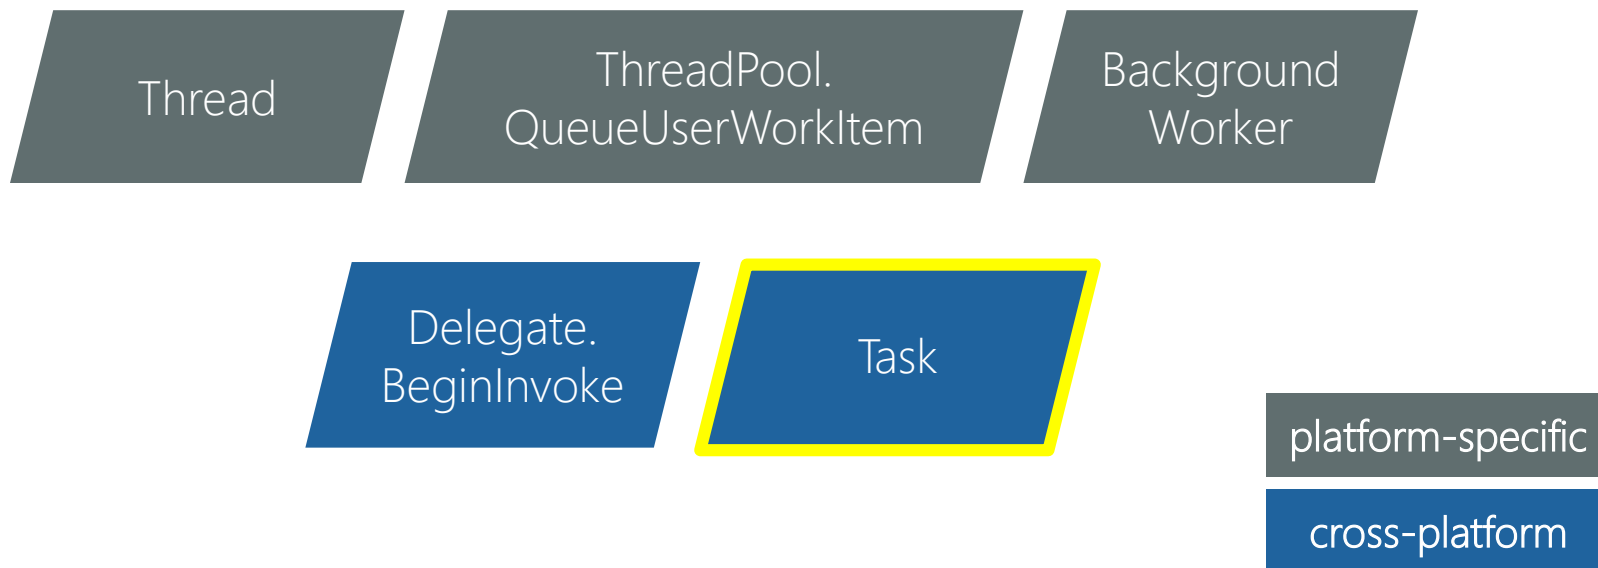 Thread
ThreadPool.
QueueUserWorkItem
Background
Worker
Delegate.
BeginInvoke
Task
platform-specific
cross-platform